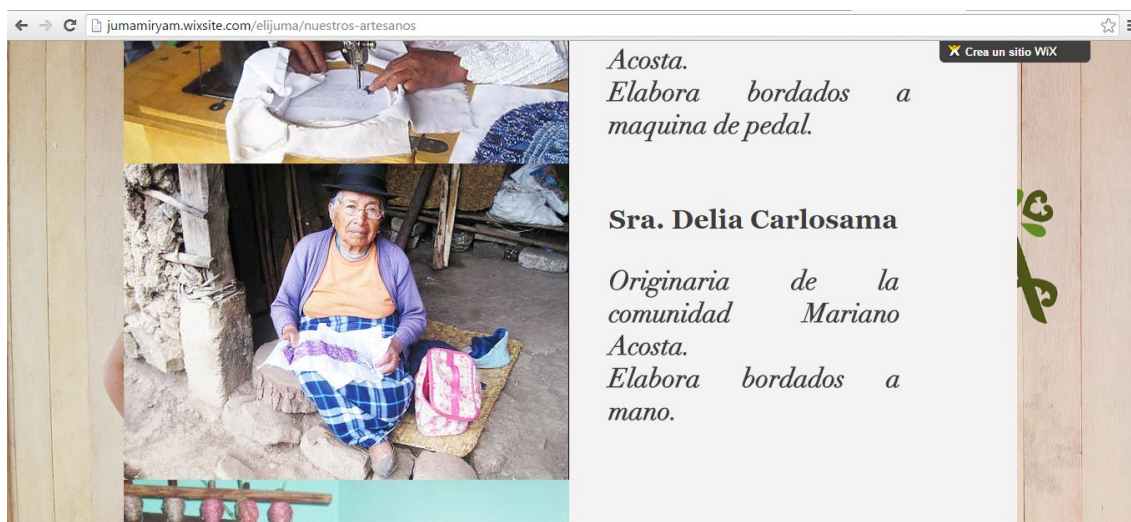 jumamiryam.wixsite.com/elijuma/nuestros-artesanos
Crea un sitio WiX
Acosta.
Elabora bordados a
maquina de pedal.
Sra. Delia Carlosama
Originaria de la
comunidad Mariano
Acosta.
Elabora bordados a
mano.